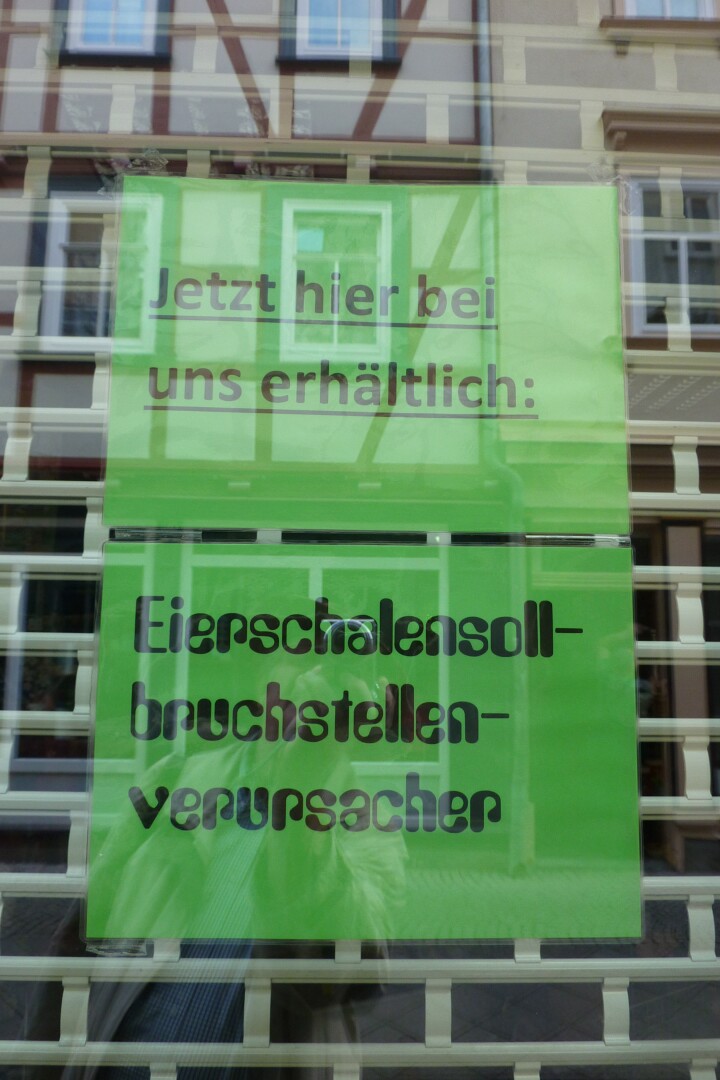 Jetzt hier bei
uns erhältlich:
Eierschalensoll-
bruchstellen-
verursacher